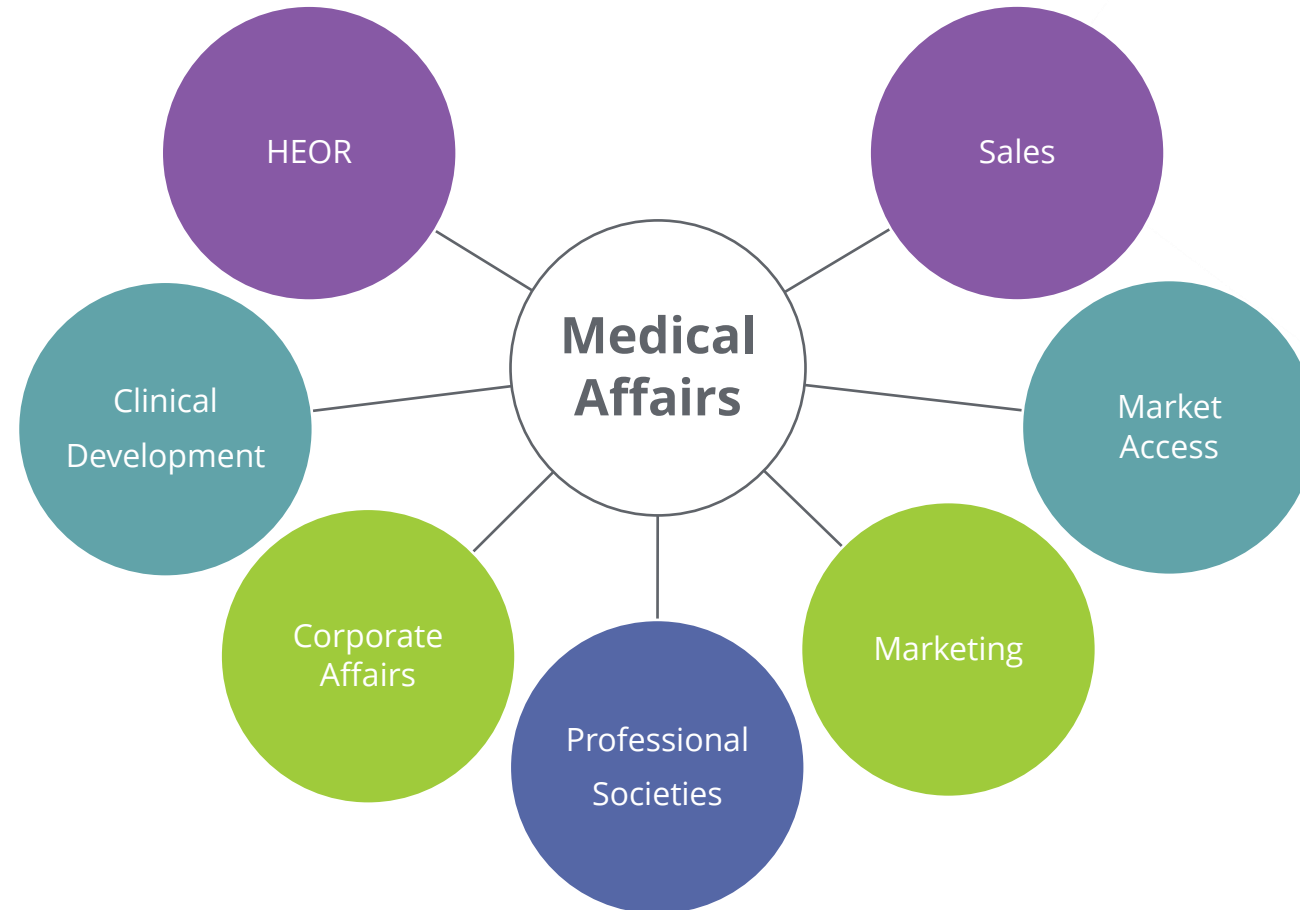 HEOR
Sales
Medical
Affairs
Clinical
Development
Market
Access
Corporate
Affairs
Marketing
Professional
Societies